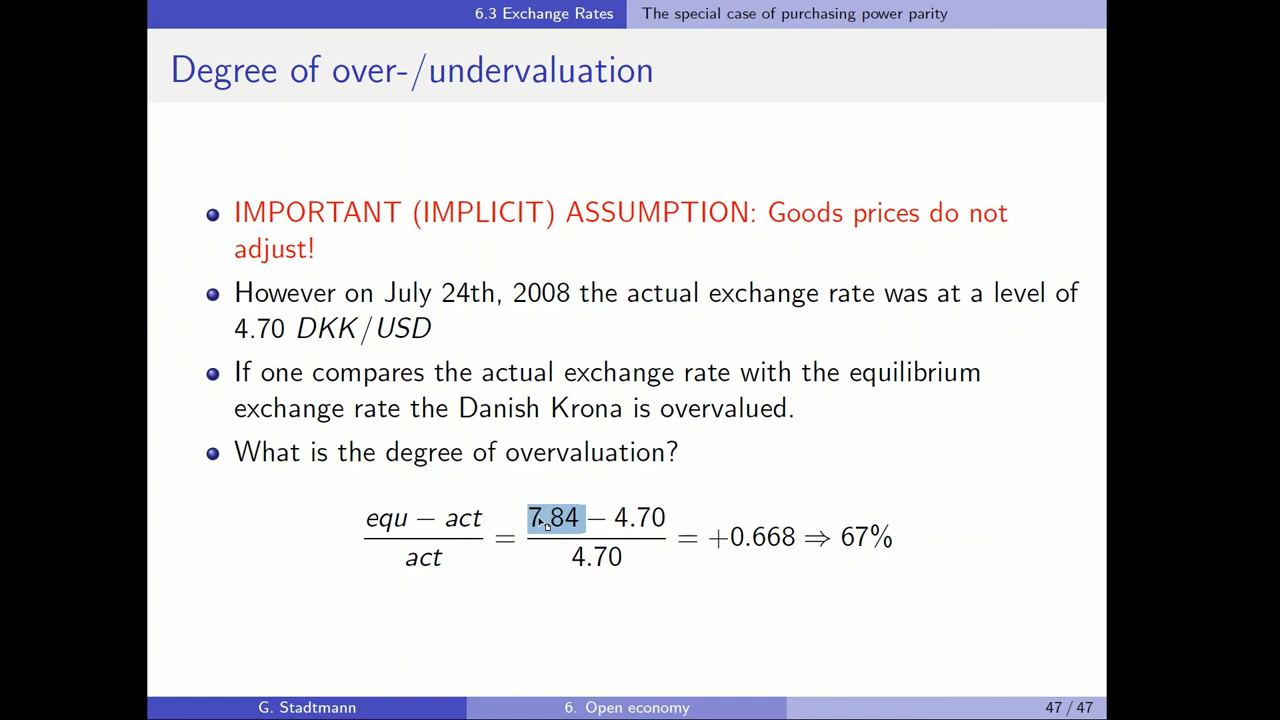 6.3 Exchange Rates The special case of purchasing power parity
Degree of over-/undervaluation
IMPORTANT (IMPLICIT) ASSUMPTION: Goods prices do not
adjust!
However on July 24th, 2008 the actual exchange rate was at a level of
4.70 DKK/USD
If one compares the actual exchange rate with the equilibrium
exchange rate the Danish Krona is overvalued.
What is the degree of overvaluation?
equ − act / act = 7.84 − 4.70 / 4.70 = +0.668 ⇒ 67%
G. Stadtmann 6. Open economy 47 / 47